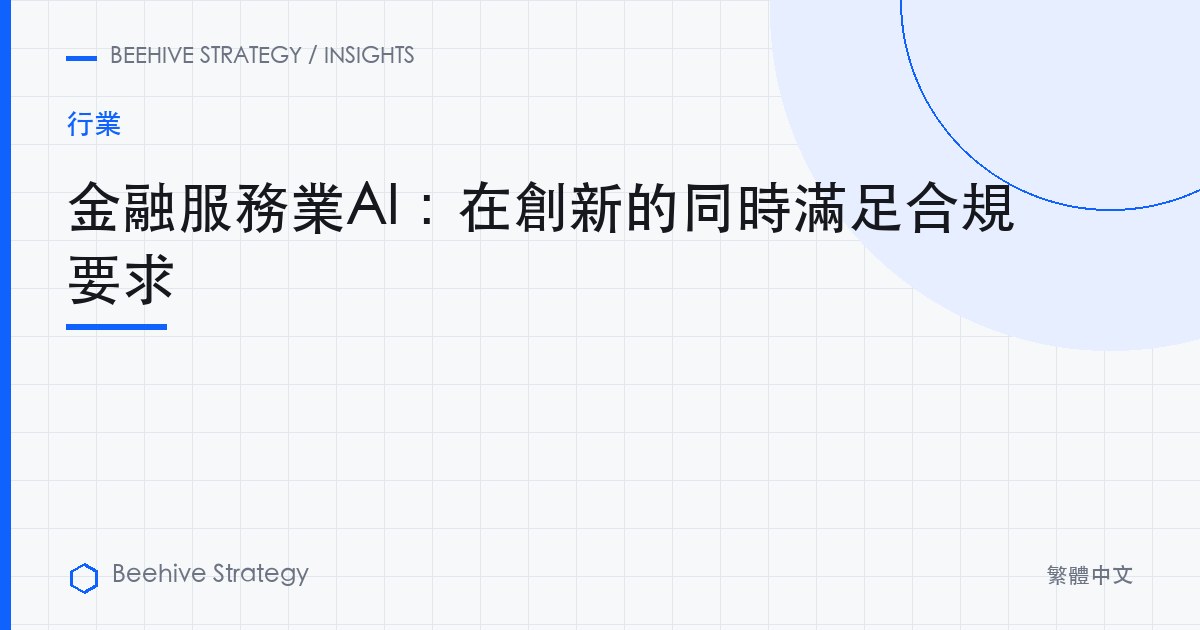 BEEHIVE STRATEGY / INSIGHTS
行業
金融服務業AI：在創新的同時滿足合規
要求
Beehive Strategy
繁體中文